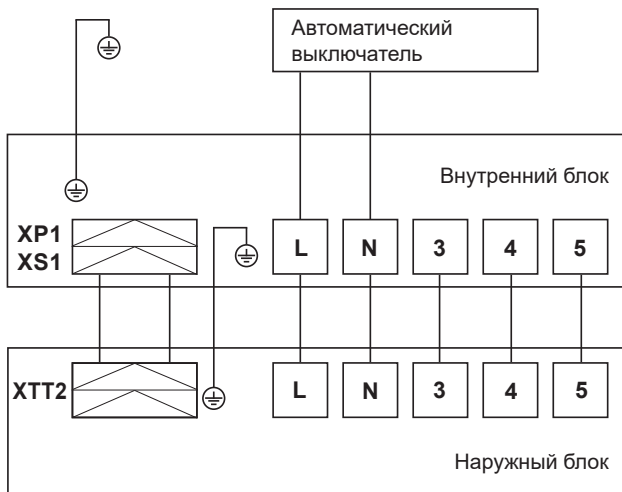 Автоматический
выключатель
Внутренний блок
XP1
XS1
L N 3 4 5
XTT2
L N 3 4 5
Наружный блок